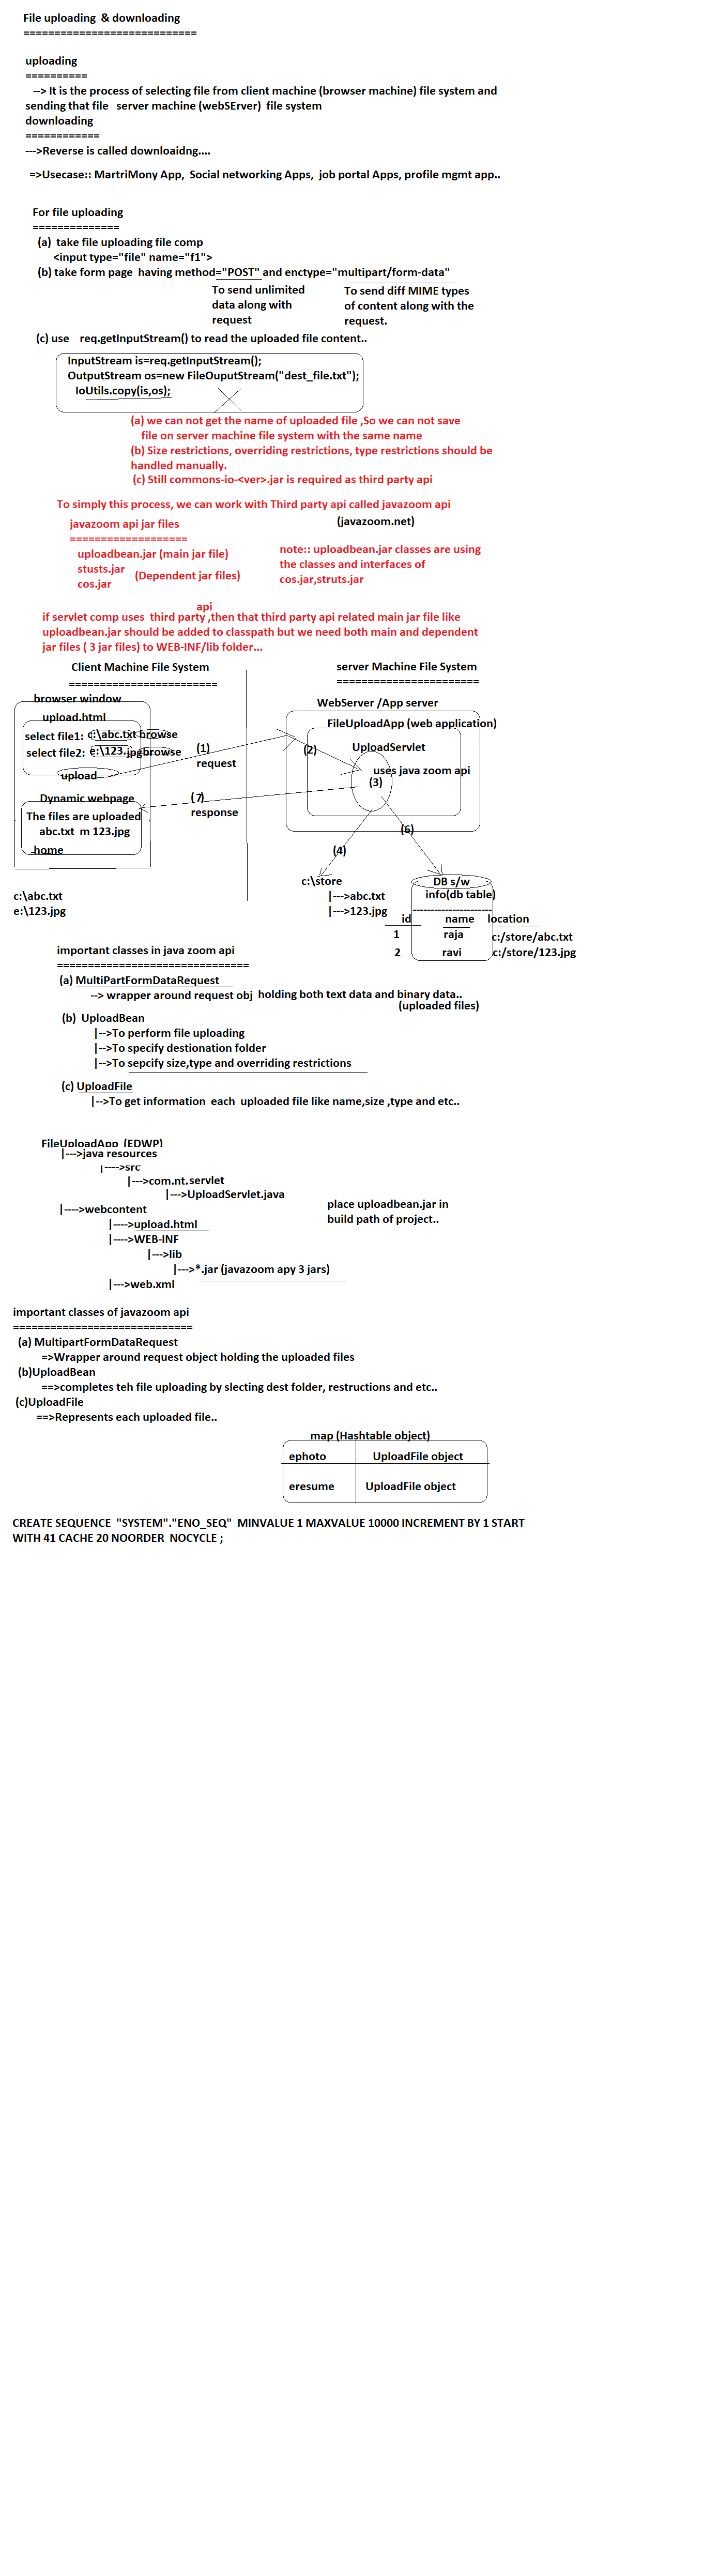 File uploading  & downloading
============================
uploading
==========
--> It is the process of selecting file from client machine (browser machine) file system and
sending that file   server machine (webSErver)  file system
downloading
============
--->Reverse is called downloaidng....
=>Usecase:: MartriMony App,  Social networking Apps,  job portal Apps, profile mgmt app..
For file uploading
==============
(a)  take file uploading file comp
<input type="file" name="f1">
(b) take form page  having method="POST" and enctype="multipart/form-data"
To send unlimited
data along with
request
To send diff MIME types
of content along with the
request.
(c) use    req.getInputStream() to read the uploaded file content..
InputStream is=req.getInputStream();
OutputStream os=new FileOuputStream("dest_file.txt");
IoUtils.copy(is,os);
(a) we can not get the name of uploaded file ,So we can not save
file on server machine file system with the same name
(b) Size restrictions, overriding restrictions, type restrictions should be
handled manually.
(c) Still commons-io-<ver>.jar is required as third party api
To simply this process, we can work with Third party api called javazoom api
(javazoom.net)
javazoom api jar files
===================
uploadbean.jar (main jar file)
stusts.jar
cos.jar
(Dependent jar files)
note:: uploadbean.jar classes are using
the classes and interfaces of
cos.jar,struts.jar
api
if servlet comp uses  third party ,then that third party api related main jar file like
uploadbean.jar should be added to classpath but we need both main and dependent
jar files ( 3 jar files) to WEB-INF/lib folder...
Client Machine File System
========================
server Machine File System
=======================
browser window
upload.html
select file1: c:\abc.txt browse
select file2: e:\123.jpg browse
upload
(1)
request
WebServer /App server
FileUploadApp (web application)
(2)
UploadServlet
uses java zoom api
(3)
Dynamic webpage
The files are uploaded
abc.txt  m 123.jpg
home
(7)
response
(4)
(6)
c:\abc.txt
e:\123.jpg
c:\store
|--->abc.txt
|--->123.jpg
DB s/w
info(db table)
----------------------
id name location
1 raja c:/store/abc.txt
2 ravi c:/store/123.jpg
important classes in java zoom api
===============================
(a) MultiPartFormDataRequest
--> wrapper around request obj  holding both text data and binary data..
(uploaded files)
(b)  UploadBean
|-->To perform file uploading
|-->To specify destionation folder
|-->To sepcify size,type and overriding restrictions
(c) UploadFile
|-->To get information  each  uploaded file like name,size ,type and etc..
FileUploadApp  (EDWP)
|--->java resources
|---->src
|--->com.nt.servlet
|--->UploadServlet.java
|---->webcontent
|---->upload.html
|---->WEB-INF
|--->lib
|--->*.jar (javazoom apy 3 jars)
|--->web.xml
place uploadbean.jar in
build path of project..
important classes of javazoom api
=============================
(a) MultipartFormDataRequest
=>Wrapper around request object holding the uploaded files
(b)UploadBean
==>completes teh file uploading by slecting dest folder, restructions and etc..
(c)UploadFile
==>Represents each uploaded file..
map (Hashtable object)
ephoto UploadFile object
eresume UploadFile object
CREATE SEQUENCE  "SYSTEM"."ENO_SEQ"  MINVALUE 1 MAXVALUE 10000 INCREMENT BY 1 START
WITH 41 CACHE 20 NOORDER  NOCYCLE ;